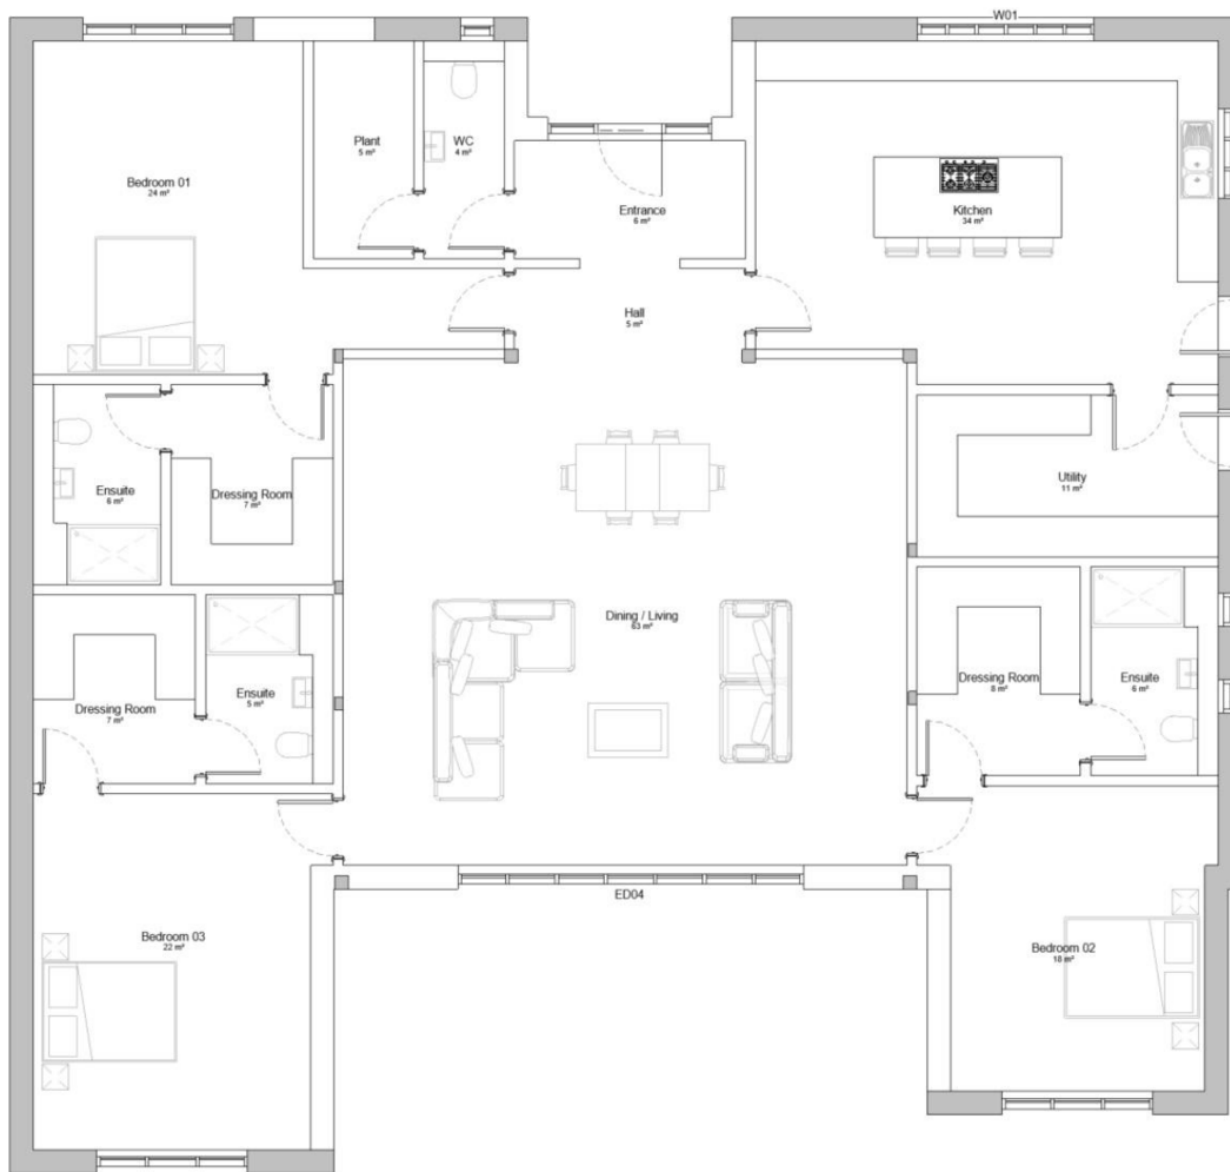 W01
Plant
5 m²
WC
4 m²
Bedroom 01
24 m²
Entrance
6 m²
Kitchen
34 m²
Hall
5 m²
Ensuite
6 m²
Dressing Room
7 m²
Utility
11 m²
Dining / Living
63 m²
Dressing Room
7 m²
Ensuite
5 m²
Dressing Room
8 m²
Ensuite
6 m²
ED04
Bedroom 03
22 m²
Bedroom 02
18 m²